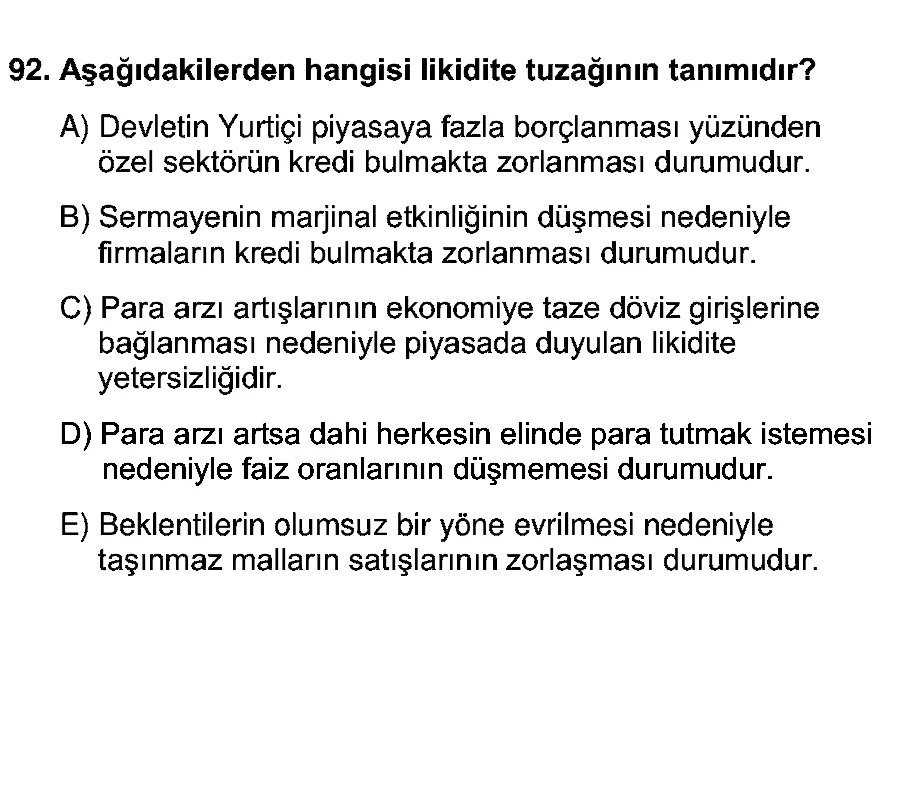 92. Aşağıdakilerden hangisi likidite tuzağının tanımıdır?
A) Devletin Yurtiçi piyasaya fazla borçlanması yüzünden
özel sektörün kredi bulmakta zorlanması durumudur.
B) Sermayenin marjinal etkinliğinin düşmesi nedeniyle
firmaların kredi bulmakta zorlanması durumudur.
C) Para arzı artışlarının ekonomiye taze döviz girişlerine
bağlanması nedeniyle piyasada duyulan likidite
yetersizliğidir.
D) Para arzı artsa dahi herkesin elinde para tutmak istemesi
nedeniyle faiz oranlarının düşmemesi durumudur.
E) Beklentilerin olumsuz bir yöne evrilmesi nedeniyle
taşınmaz malların satışlarının zorlaşması durumudur.